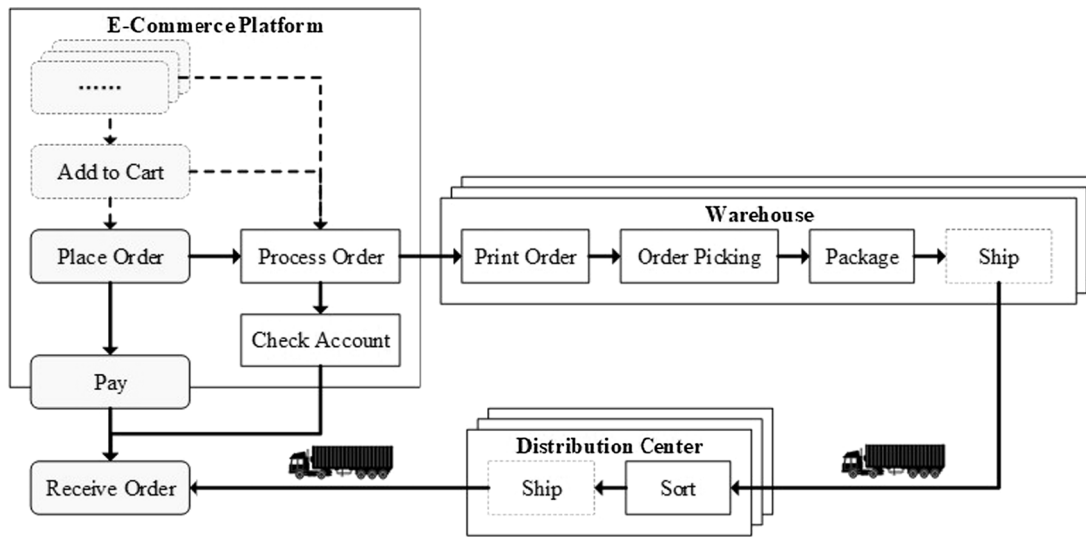 E-Commerce Platform
......
Add to Cart
Place Order
Process Order
Check Account
Pay
Receive Order
Warehouse
Print Order
Order Picking
Package
Ship
Distribution Center
Ship
Sort